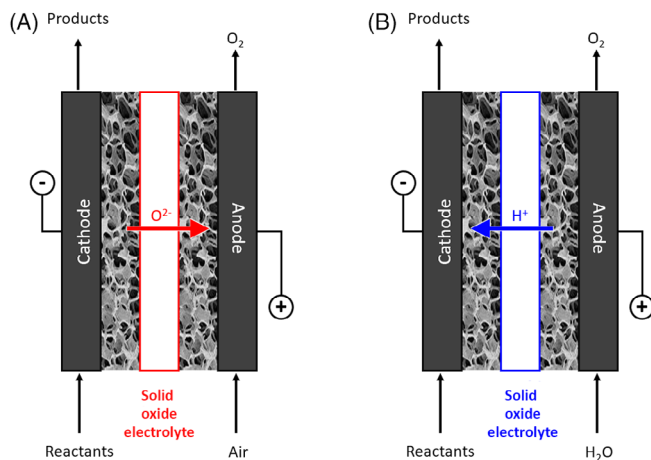 (A)
Products
O2
-
Cathode
O2-
Anode
+
Solid
oxide
electrolyte
Reactants
Air
(B)
Products
O2
-
Cathode
H+
Anode
+
Solid
oxide
electrolyte
Reactants
H2O